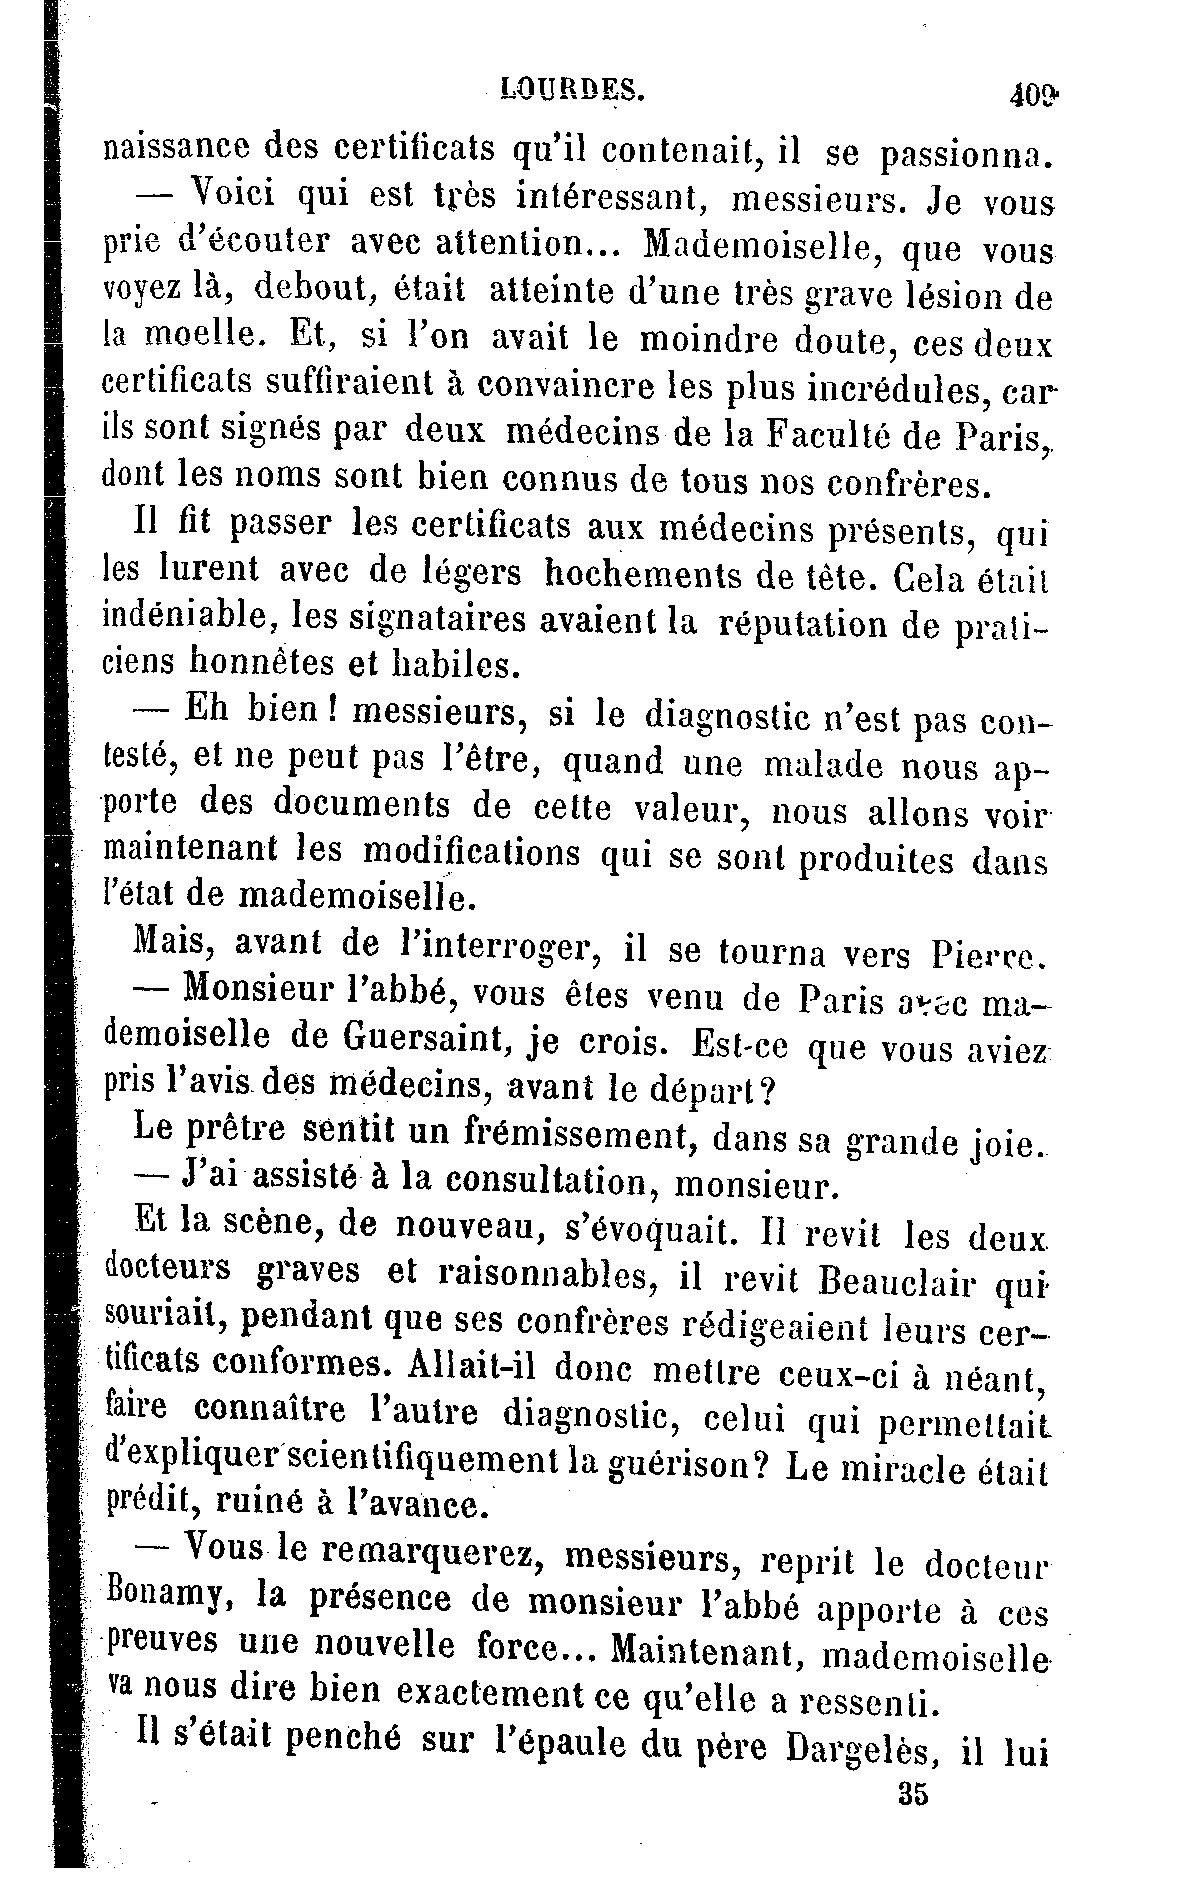 LOURDES. 409
naissance des certificats qu'il contenait, il se passionna.
— Voici qui est très intéressant, messieurs. Je vous
prie d'écouter avec attention... Mademoiselle, que vous
voyez là, debout, était atteinte d'une très grave lésion de
la moelle. Et, si l'on avait le moindre doute, ces deux
certificats suffiraient à convaincre les plus incrédules, car
ils sont signés par deux médecins de la Faculté de Paris,
dont les noms sont bien connus de tous nos confrères.
Il fit passer les certificats aux médecins présents, qui
les lurent avec de légers hochements de tête. Cela était
indéniable, les signataires avaient la réputation de prati-
ciens honnêtes et habiles.
— Eh bien ! messieurs, si le diagnostic n'est pas con-
testé, et ne peut pas l'être, quand une malade nous ap-
porte des documents de cette valeur, nous allons voir
maintenant les modifications qui se sont produites dans
l'état de mademoiselle.
Mais, avant de l'interroger, il se tourna vers Pierre.
— Monsieur l'abbé, vous êtes venu de Paris avec ma-
demoiselle de Guersaint, je crois. Est-ce que vous aviez
pris l'avis des médecins, avant le départ?
Le prêtre sentit un frémissement, dans sa grande joie.
— J'ai assisté à la consultation, monsieur.
Et la scène, de nouveau, s'évoquait. Il revit les deux
docteurs graves et raisonnables, il revit Beauclair qui
souriait, pendant que ses confrères rédigeaient leurs cer-
tificats conformes. Allait-il donc mettre ceux-ci à néant,
faire connaître l'autre diagnostic, celui qui permettait
d'expliquer scientifiquement la guérison? Le miracle était
prédit, ruiné à l'avance.
— Vous le remarquerez, messieurs, reprit le docteur
Bonamy, la présence de monsieur l'abbé apporte à ces
preuves une nouvelle force... Maintenant, mademoiselle
va nous dire bien exactement ce qu'elle a ressenti.
Il s'était penché sur l'épaule du père Dargelès, il lui
35